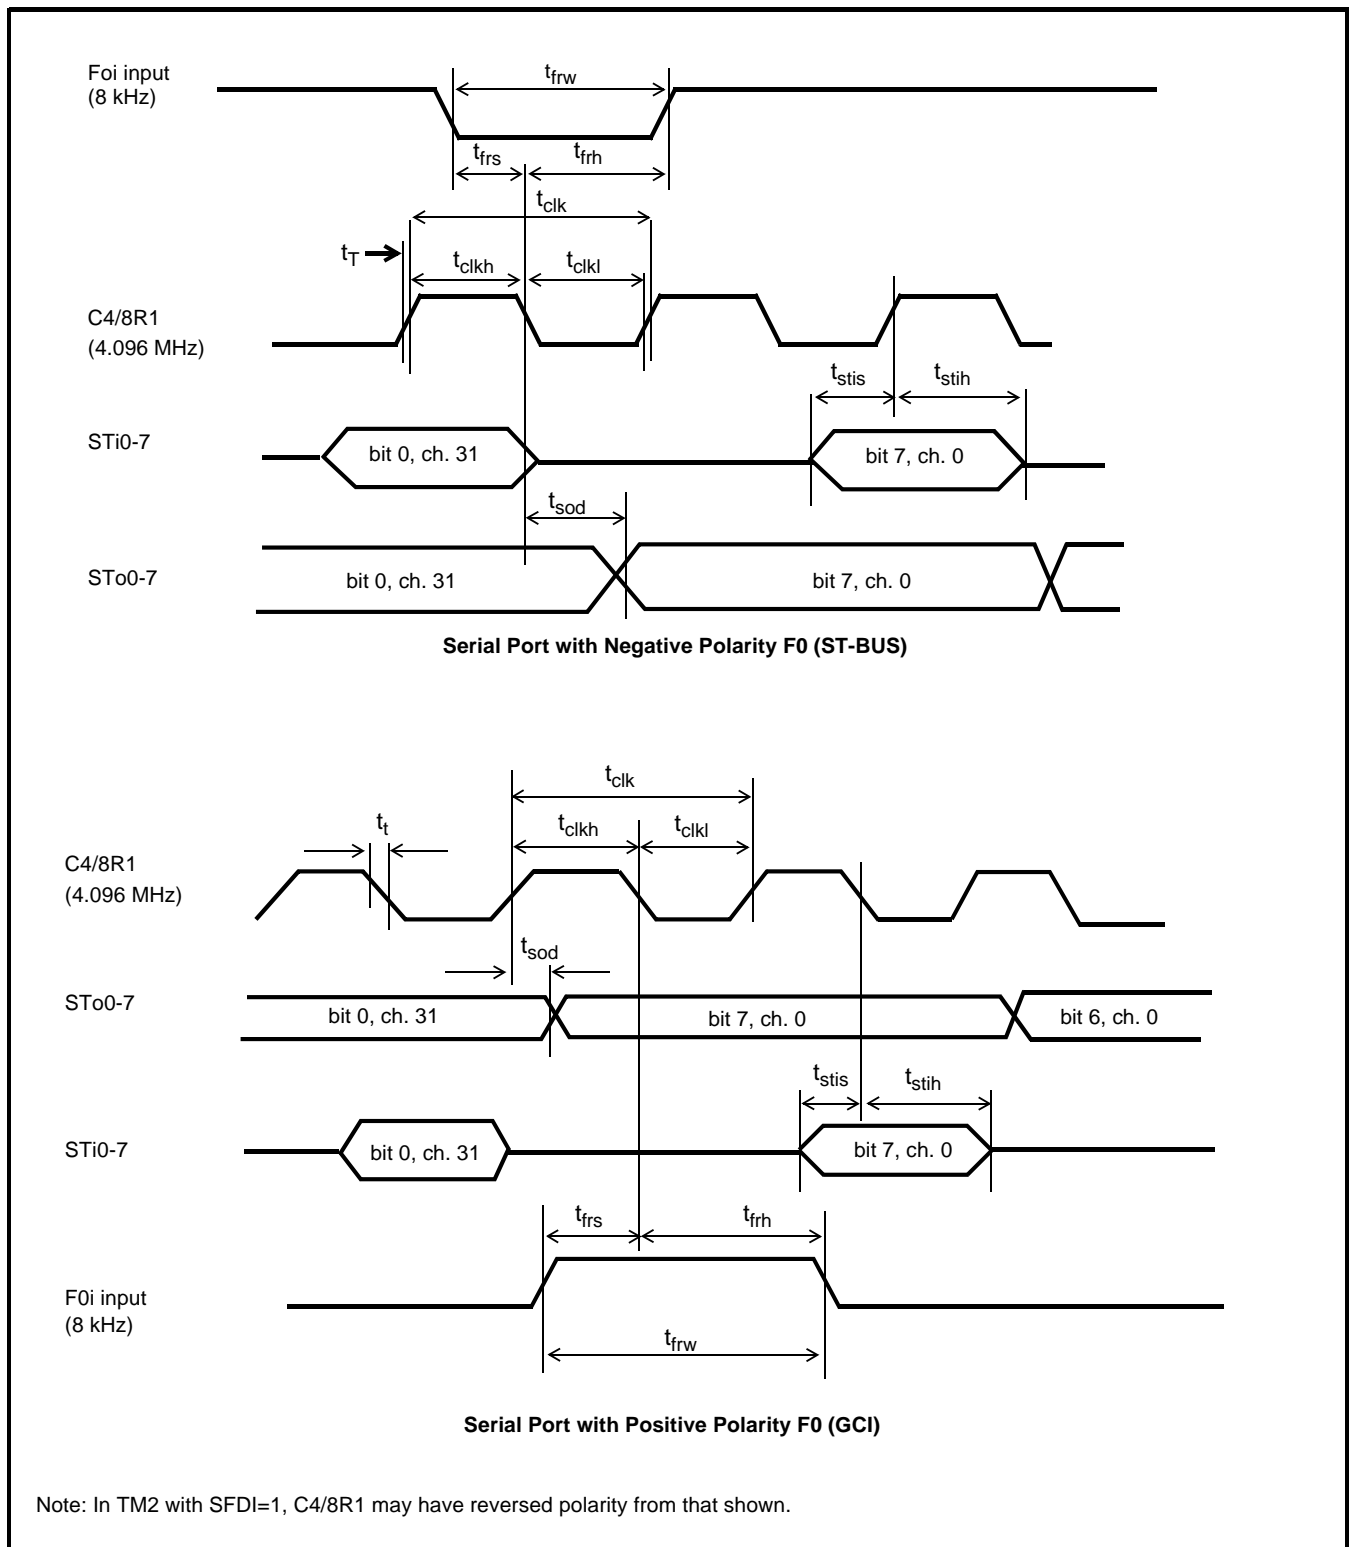 Foi input
(8 kHz)
tfrw
tfrs
tfrh
tclk
tT
tclkh
tclkl
C4/8R1
(4.096 MHz)
tstis
tstih
STi0-7
bit 0, ch. 31
bit 7, ch. 0
tsod
STo0-7
bit 0, ch. 31
bit 7, ch. 0
Serial Port with Negative Polarity F0 (ST-BUS)
tclk
tt
tclkh
tclkl
C4/8R1
(4.096 MHz)
tsod
STo0-7
bit 0, ch. 31
bit 7, ch. 0
bit 6, ch. 0
tstis
tstih
STi0-7
bit 0, ch. 31
bit 7, ch. 0
tfrs
tfrh
F0i input
(8 kHz)
tfrw
Serial Port with Positive Polarity F0 (GCI)
Note: In TM2 with SFDI=1, C4/8R1 may have reversed polarity from that shown.